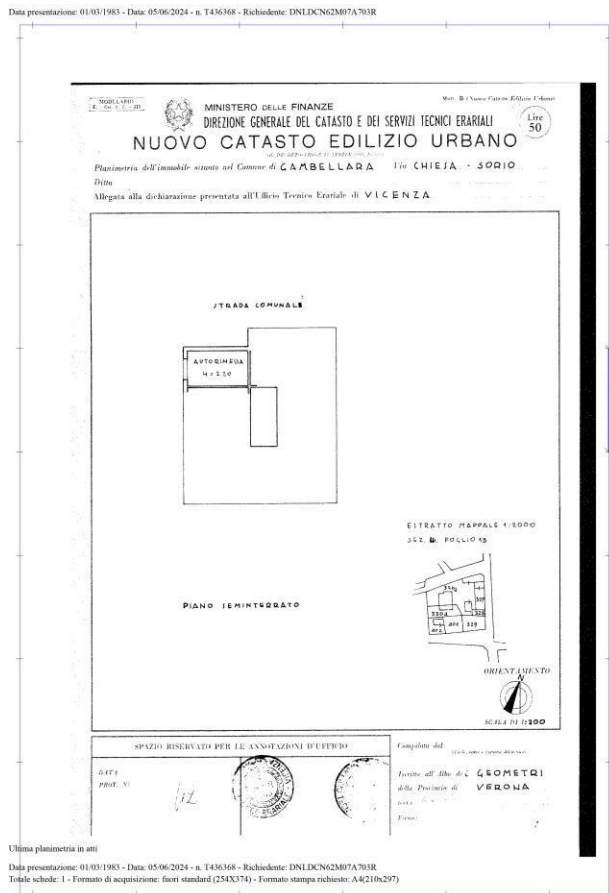 Data presentazione: 01/03/1983 - Data: 05/06/2024 - n. T436368 - Richiedente: DNLDCN62M07A703R
MODULARIO
Lire
50
MINISTERO DELLE FINANZE
DIREZIONE GENERALE DEL CATASTO E DEI SERVIZI TECNICI ERARIALI
NUOVO CATASTO EDILIZIO URBANO
Planimetria dell'immobile situato nel Comune di GAMBELLARA Via CHIESA - SORIO
Ditta
Allegata alla dichiarazione presentata all'Ufficio Tecnico Erariale di VICENZA
STRADA COMUNALE
AUTORIMESSA
H = 2.20
ESTRATTO MAPPALE 1:2000
SEZ. B. FOGLIO 13
PIANO SEMINTERRATO
ORIENTAMENTO
N
SCALA DI 1:200
SPAZIO RISERVATO PER LE ANNOTAZIONI D'UFFICIO
DATA
PROT. N°
Compilata dal
Iscritto all'Albo dei GEOMETRI
della Provincia di VERONA
Firma:
Ultima planimetria in atti
Data presentazione: 01/03/1983 - Data: 05/06/2024 - n. T436368 - Richiedente: DNLDCN62M07A703R
Totale schede: 1 - Formato di acquisizione: fuori standard (254X374) - Formato stampa richiesto: A4(210x297)